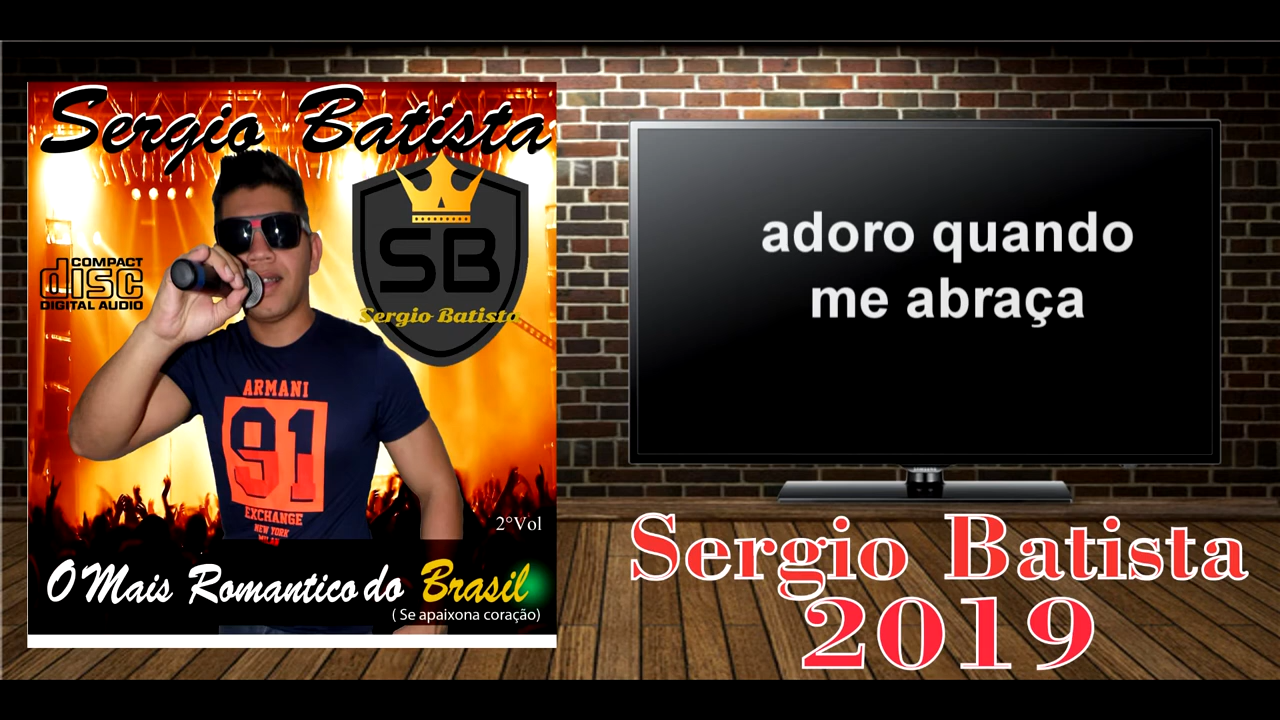 Sergio Batista
SB
Sergio Batista
COMPACT
disc
DIGITAL AUDIO
ARMANI
91
EXCHANGE
NEW YORK
MILAN
2°Vol
O Mais Romantico do Brasil
( Se apaixona coração)
adoro quando
me abraça
Sergio Batista
2019